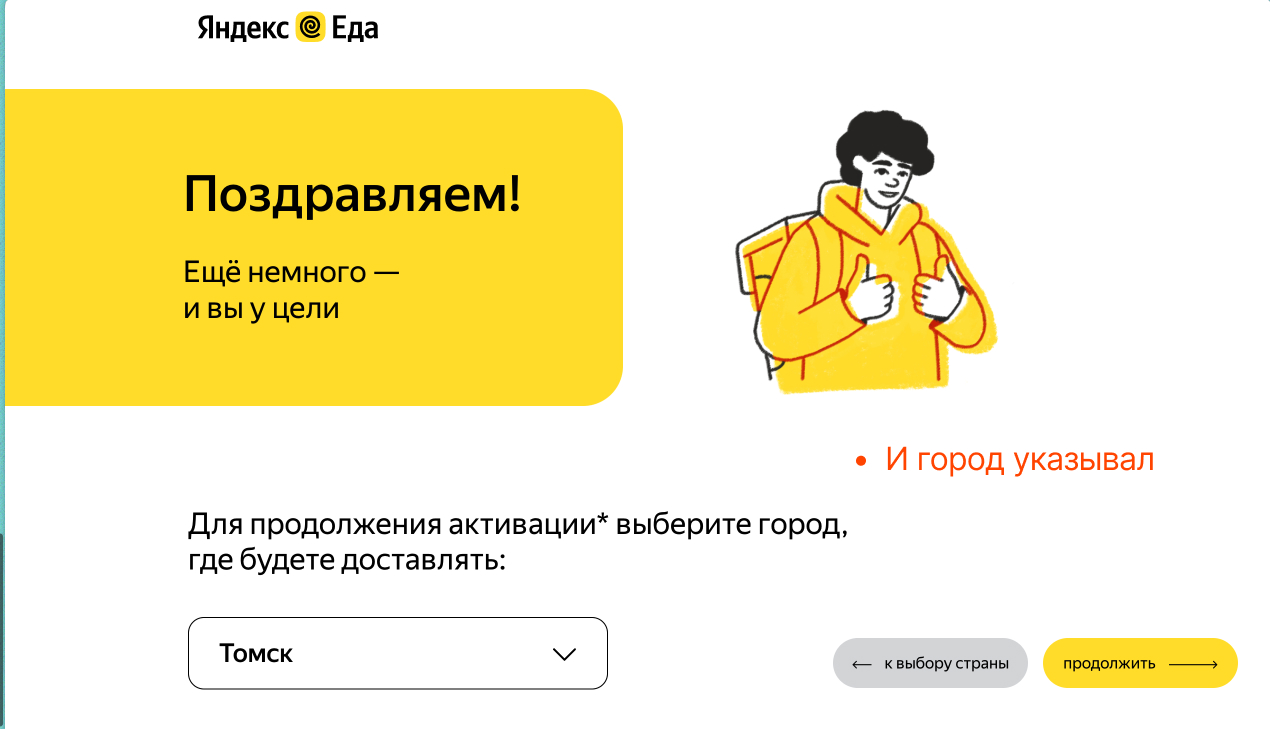 Яндекс Еда
Поздравляем!
Ещё немного —
и вы у цели
• И город указывал
Для продолжения активации* выберите город,
где будете доставлять:
Томск
← к выбору страны
продолжить →